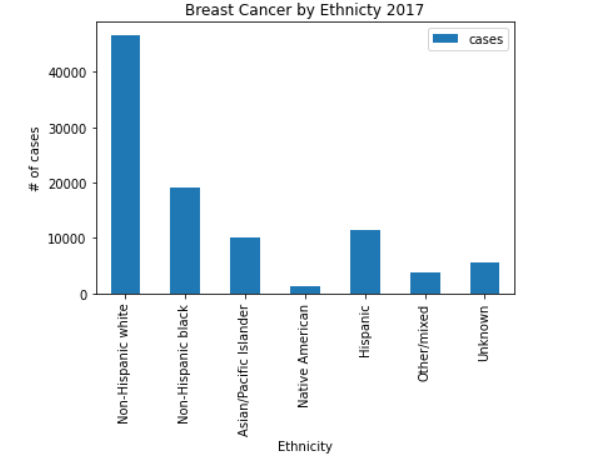 Breast Cancer by Ethnicty 2017
cases
# of cases
40000
30000
20000
10000
0
Non-Hispanic white
Non-Hispanic black
Asian/Pacific Islander
Native American
Hispanic
Other/mixed
Unknown
Ethnicity